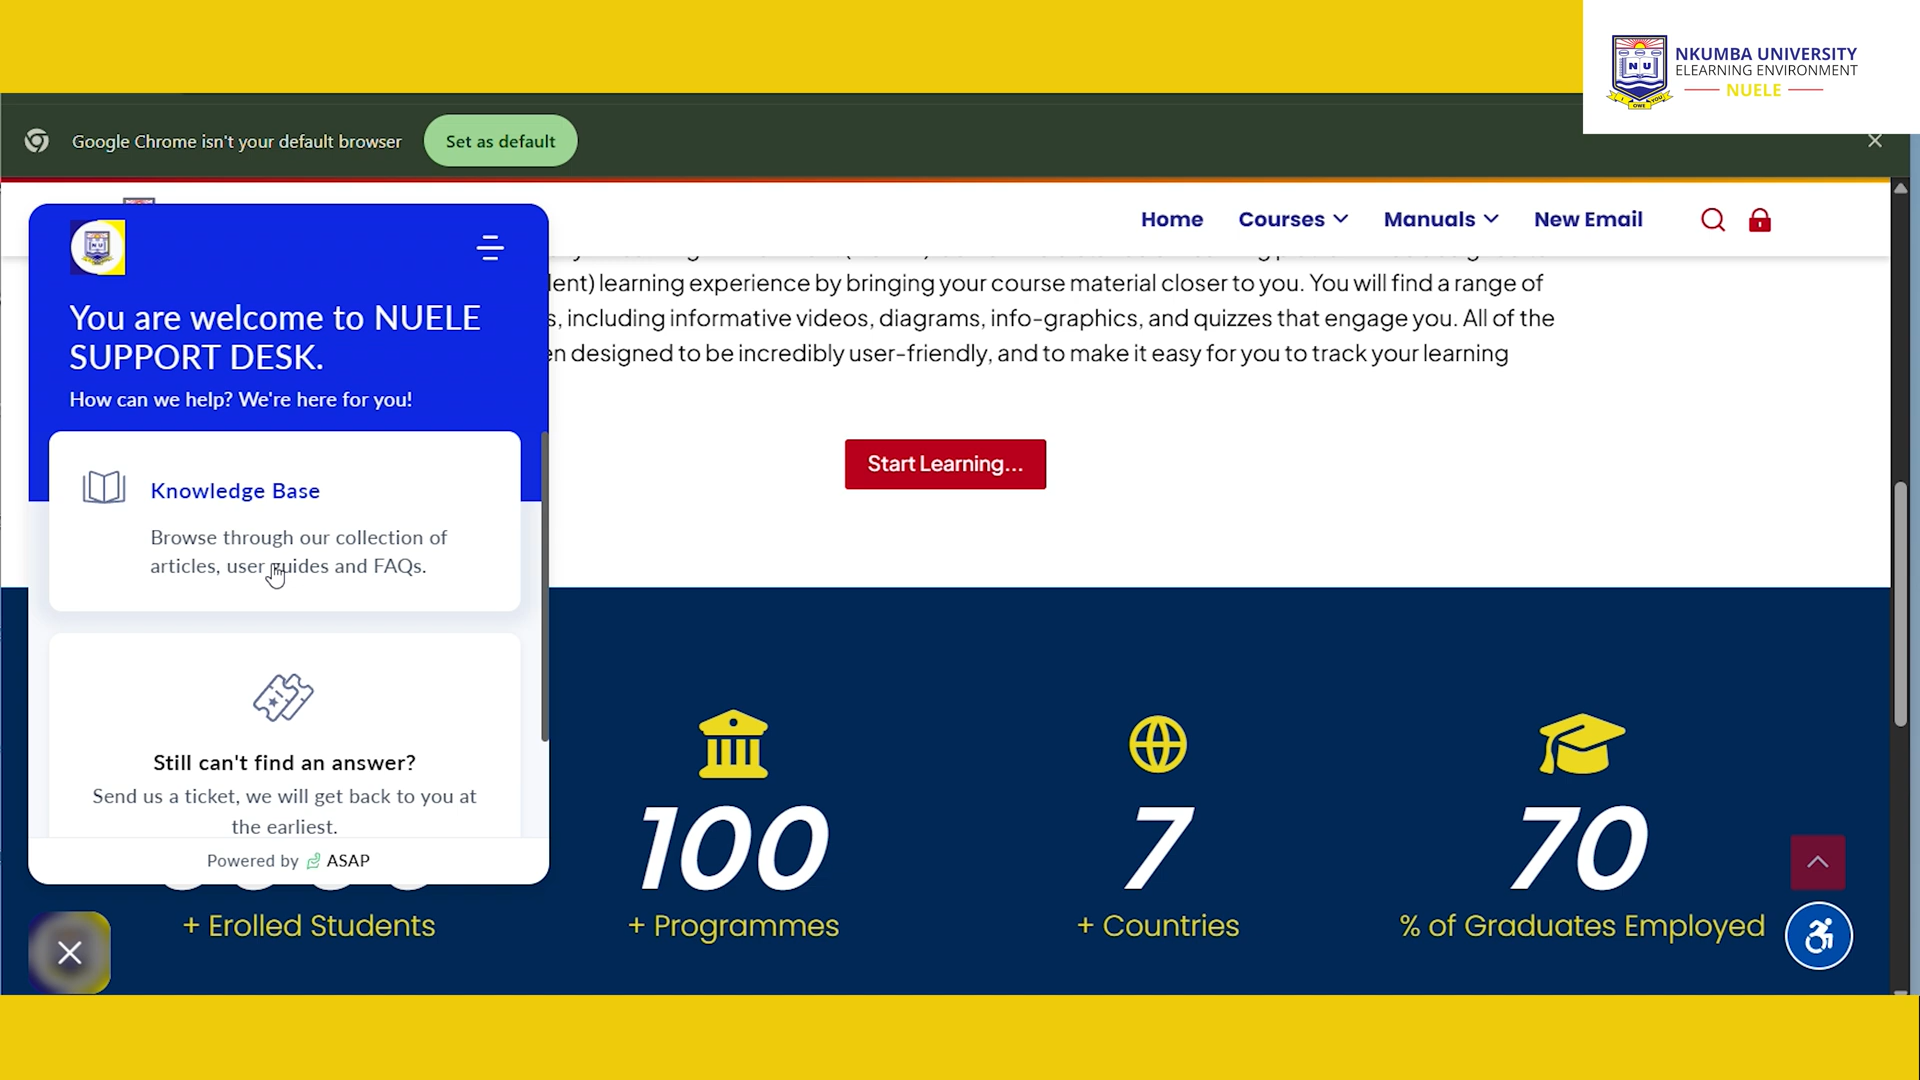 NKUMBA UNIVERSITY
ELEARNING ENVIRONMENT
NUELE
Google Chrome isn't your default browser
Set as default
Home
Courses
Manuals
New Email
You are welcome to NUELE
SUPPORT DESK.
How can we help? We're here for you!
Knowledge Base
Browse through our collection of
articles, user guides and FAQs.
Still can't find an answer?
Send us a ticket, we will get back to you at
the earliest.
Powered by ASAP
learning experience by bringing your course material closer to you. You will find a range of
, including informative videos, diagrams, info-graphics, and quizzes that engage you. All of the
designed to be incredibly user-friendly, and to make it easy for you to track your learning
Start Learning...
+ Erolled Students
100
+ Programmes
7
+ Countries
70
% of Graduates Employed